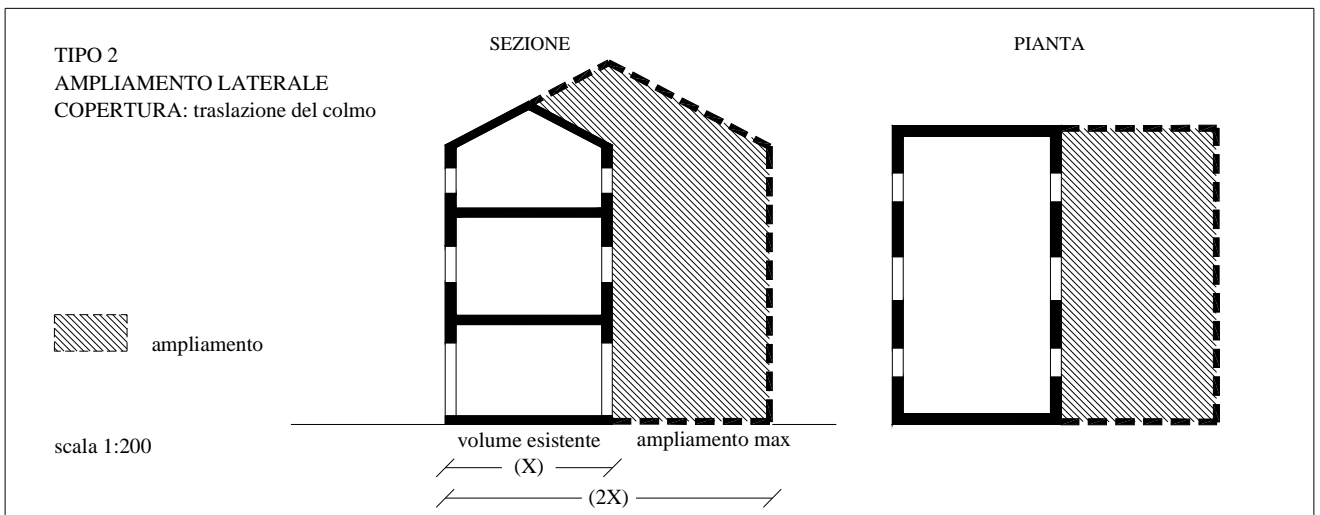 TIPO 2
AMPLIAMENTO LATERALE
COPERTURA: traslazione del colmo
SEZIONE
PIANTA
ampliamento
scala 1:200
volume esistente
ampliamento max
(X)
(2X)